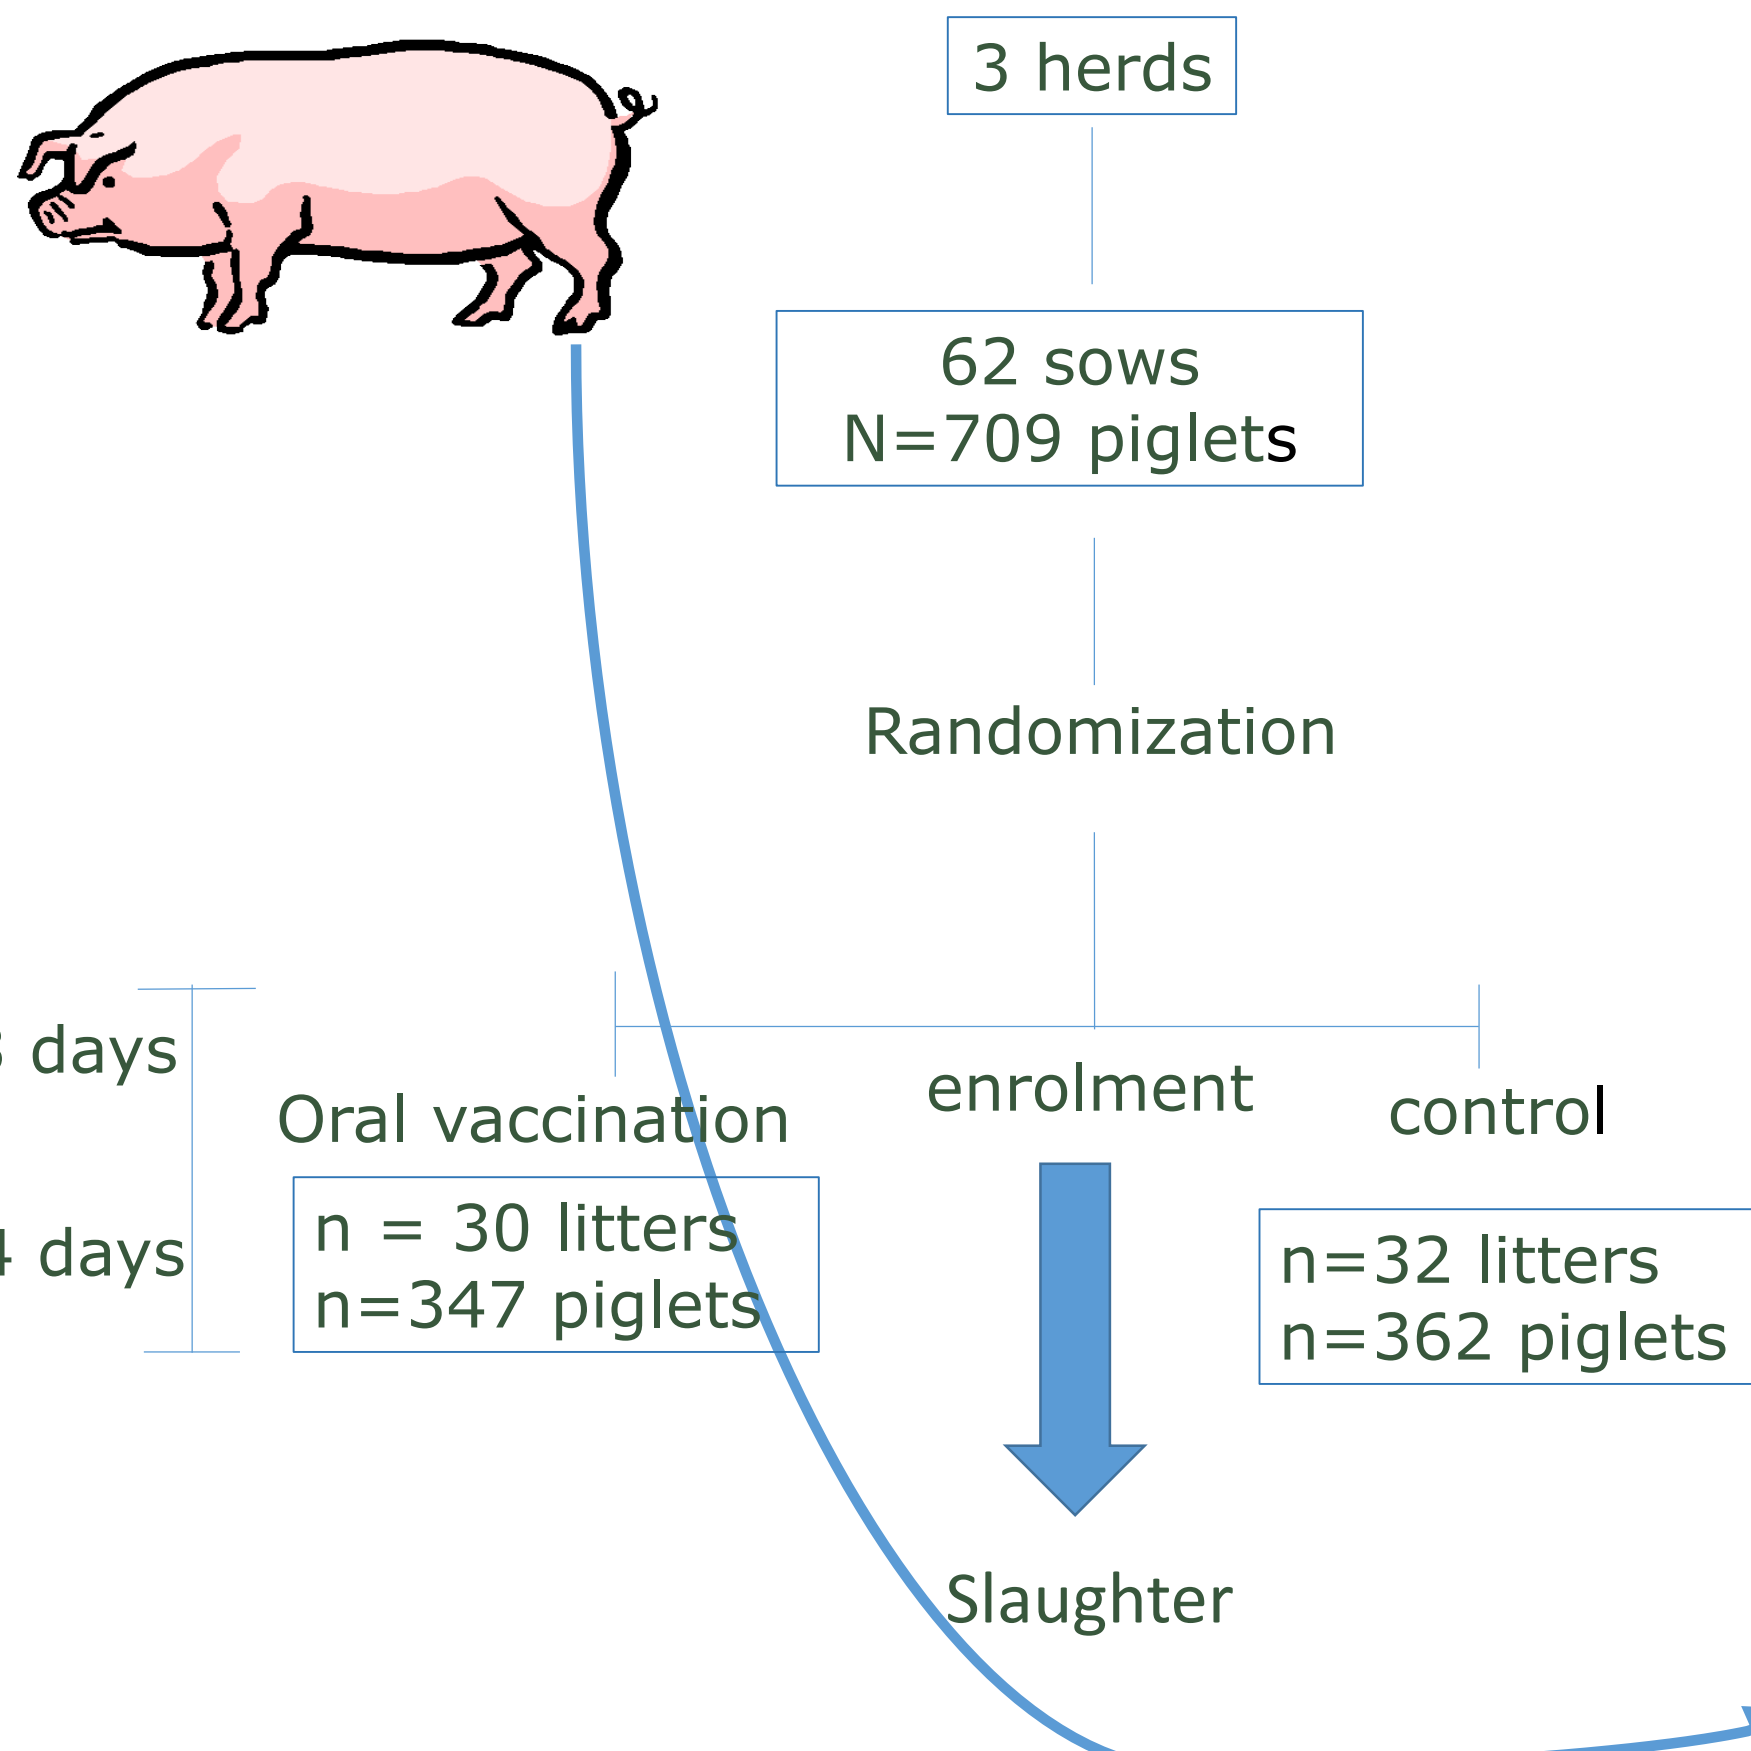 3 herds
62 sows
N=709 piglets
Randomization
days
enrolment
Oral vaccination
control
n = 30 litters
n=347 piglets
days
n=32 litters
n=362 piglets
Slaughter